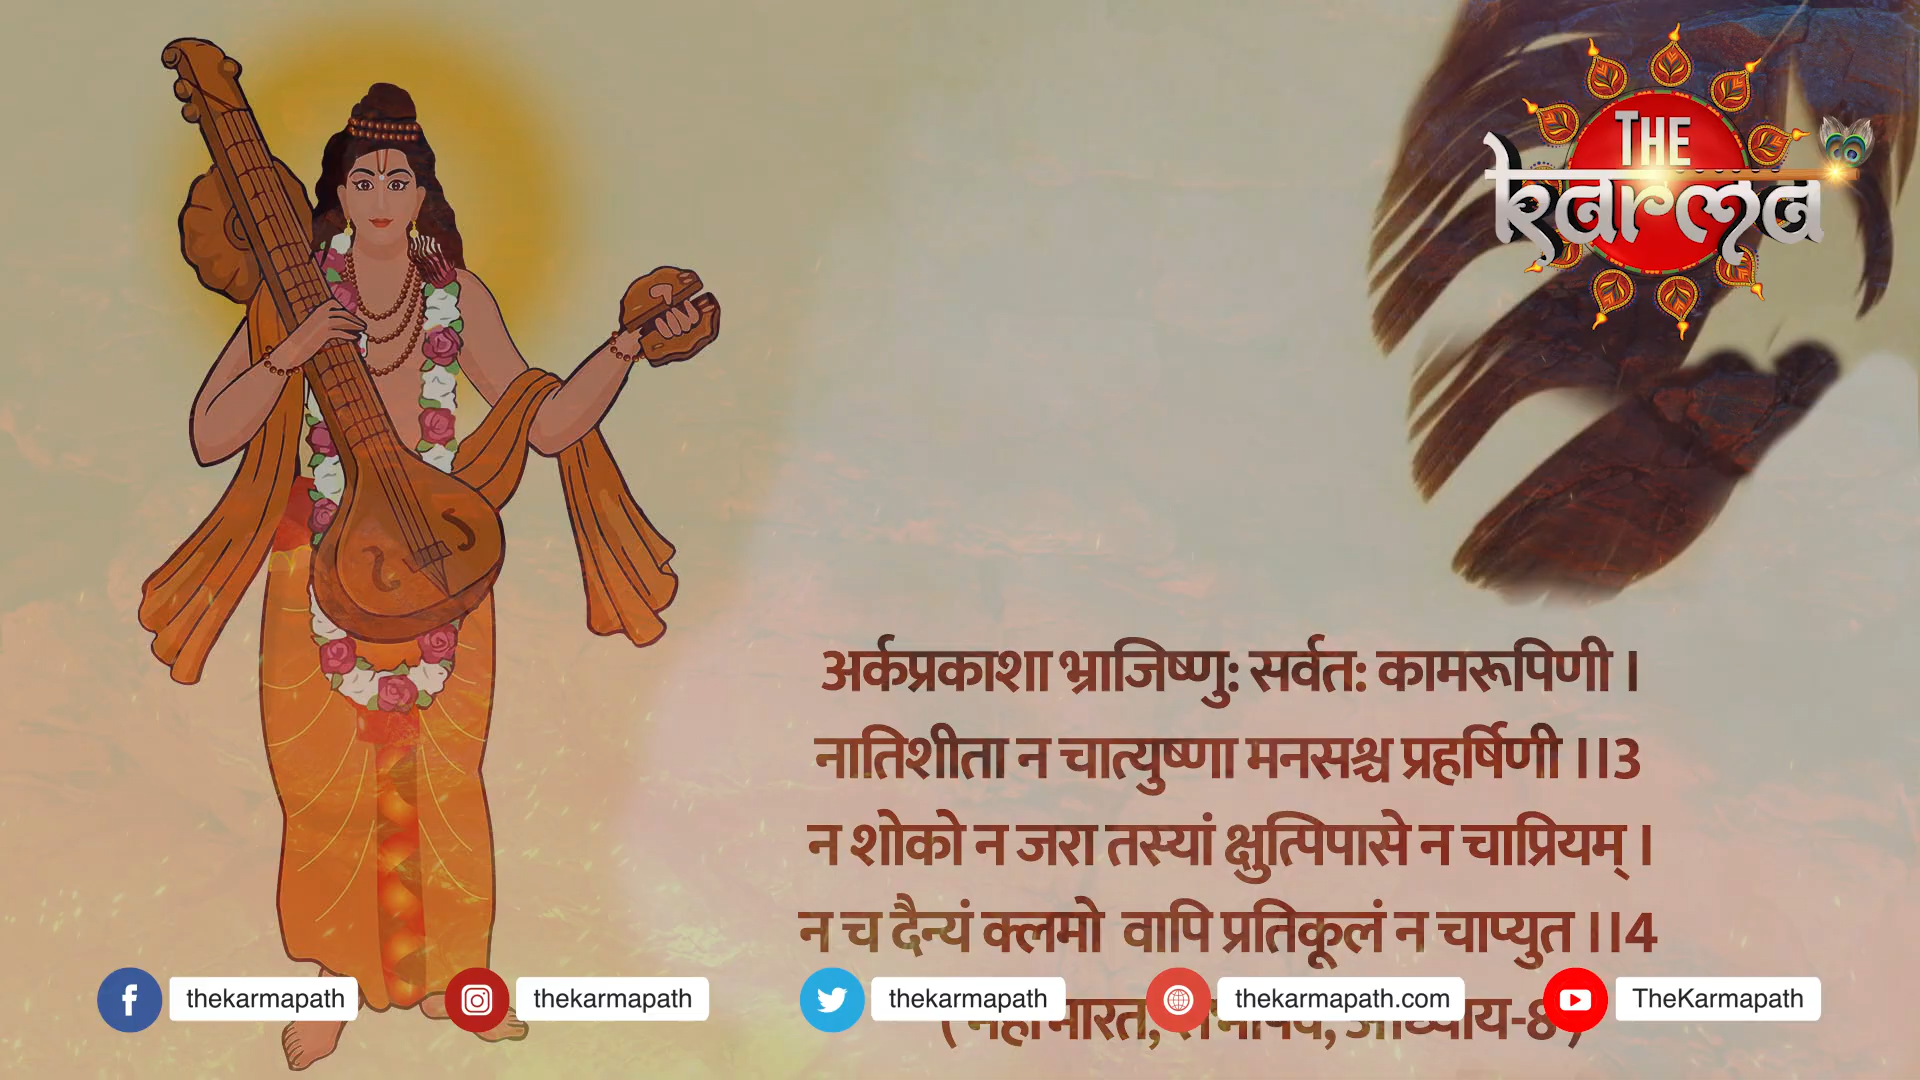 THE
karma
अर्कप्रकाशा भ्राजिष्णु: सर्वत: कामरूपिणी ।
नातिशीता न चात्युष्णा मनसश्च प्रहर्षिणी ।।3
न शोको न जरा तस्यां क्षुत्पिपासे न चाप्रियम् ।
न च दैन्यं क्लमो वापि प्रतिकूलं न चाप्युत ।।4
thekarmapath thekarmapath thekarmapath thekarmapath.com TheKarmapath